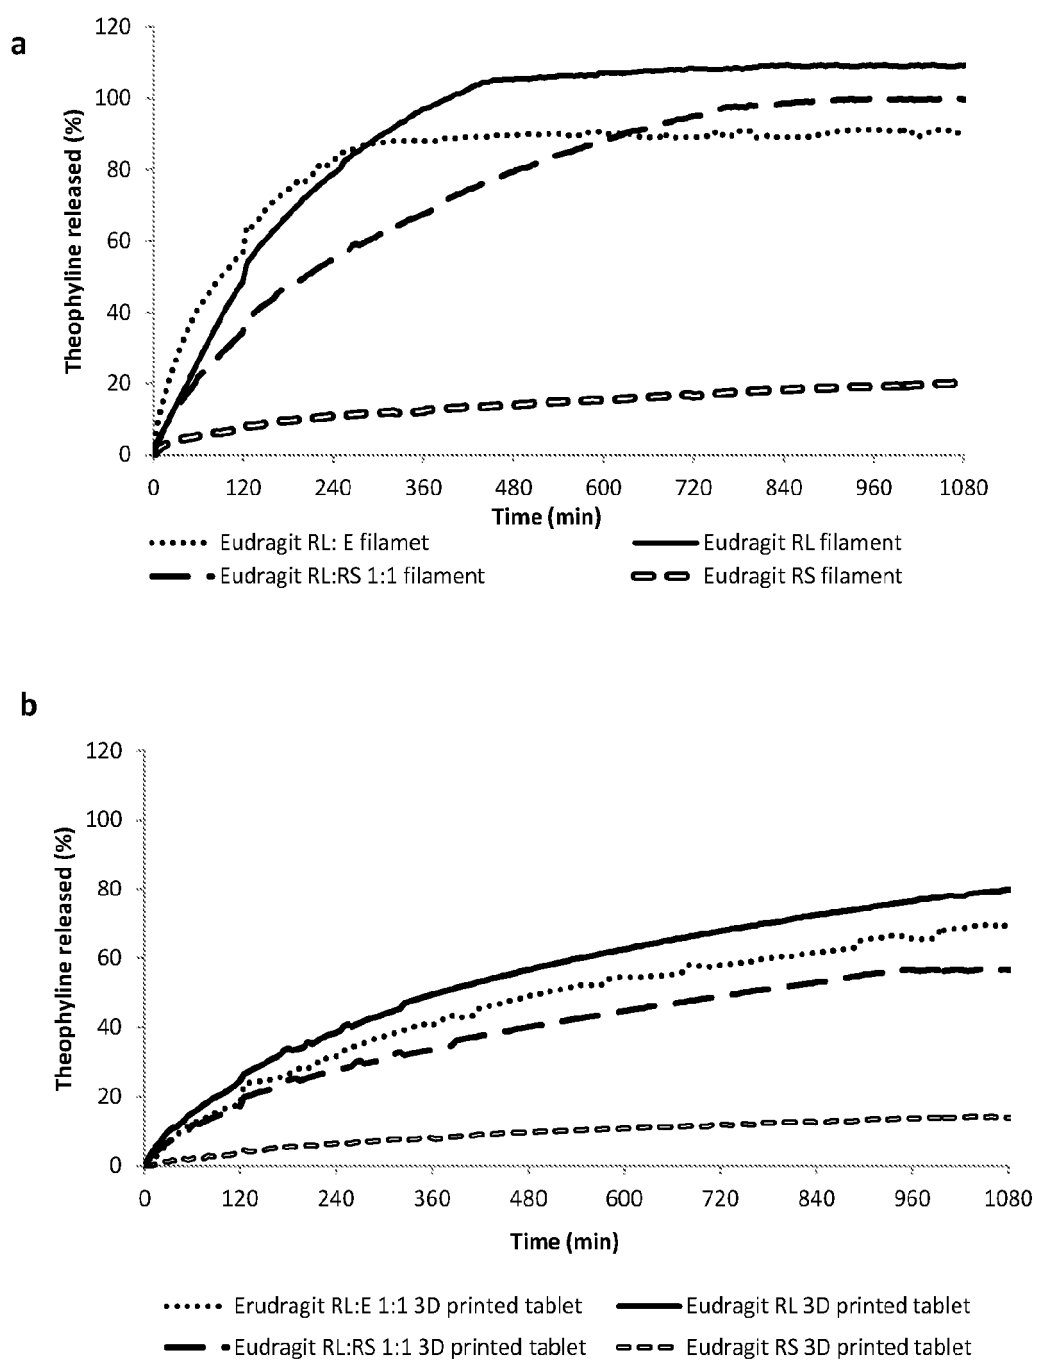 a
120
100
80
60
40
20
0
Theophyline released (%)
0 120 240 360 480 600 720 840 960 1080
Time (min)
Eudragit RL: E filamet Eudragit RL filament
Eudragit RL:RS 1:1 filament Eudragit RS filament
b
120
100
80
60
40
20
0
Theophyline released (%)
0 120 240 360 480 600 720 840 960 1080
Time (min)
Erudragit RL:E 1:1 3D printed tablet Eudragit RL 3D printed tablet
Eudragit RL:RS 1:1 3D printed tablet Eudragit RS 3D printed tablet